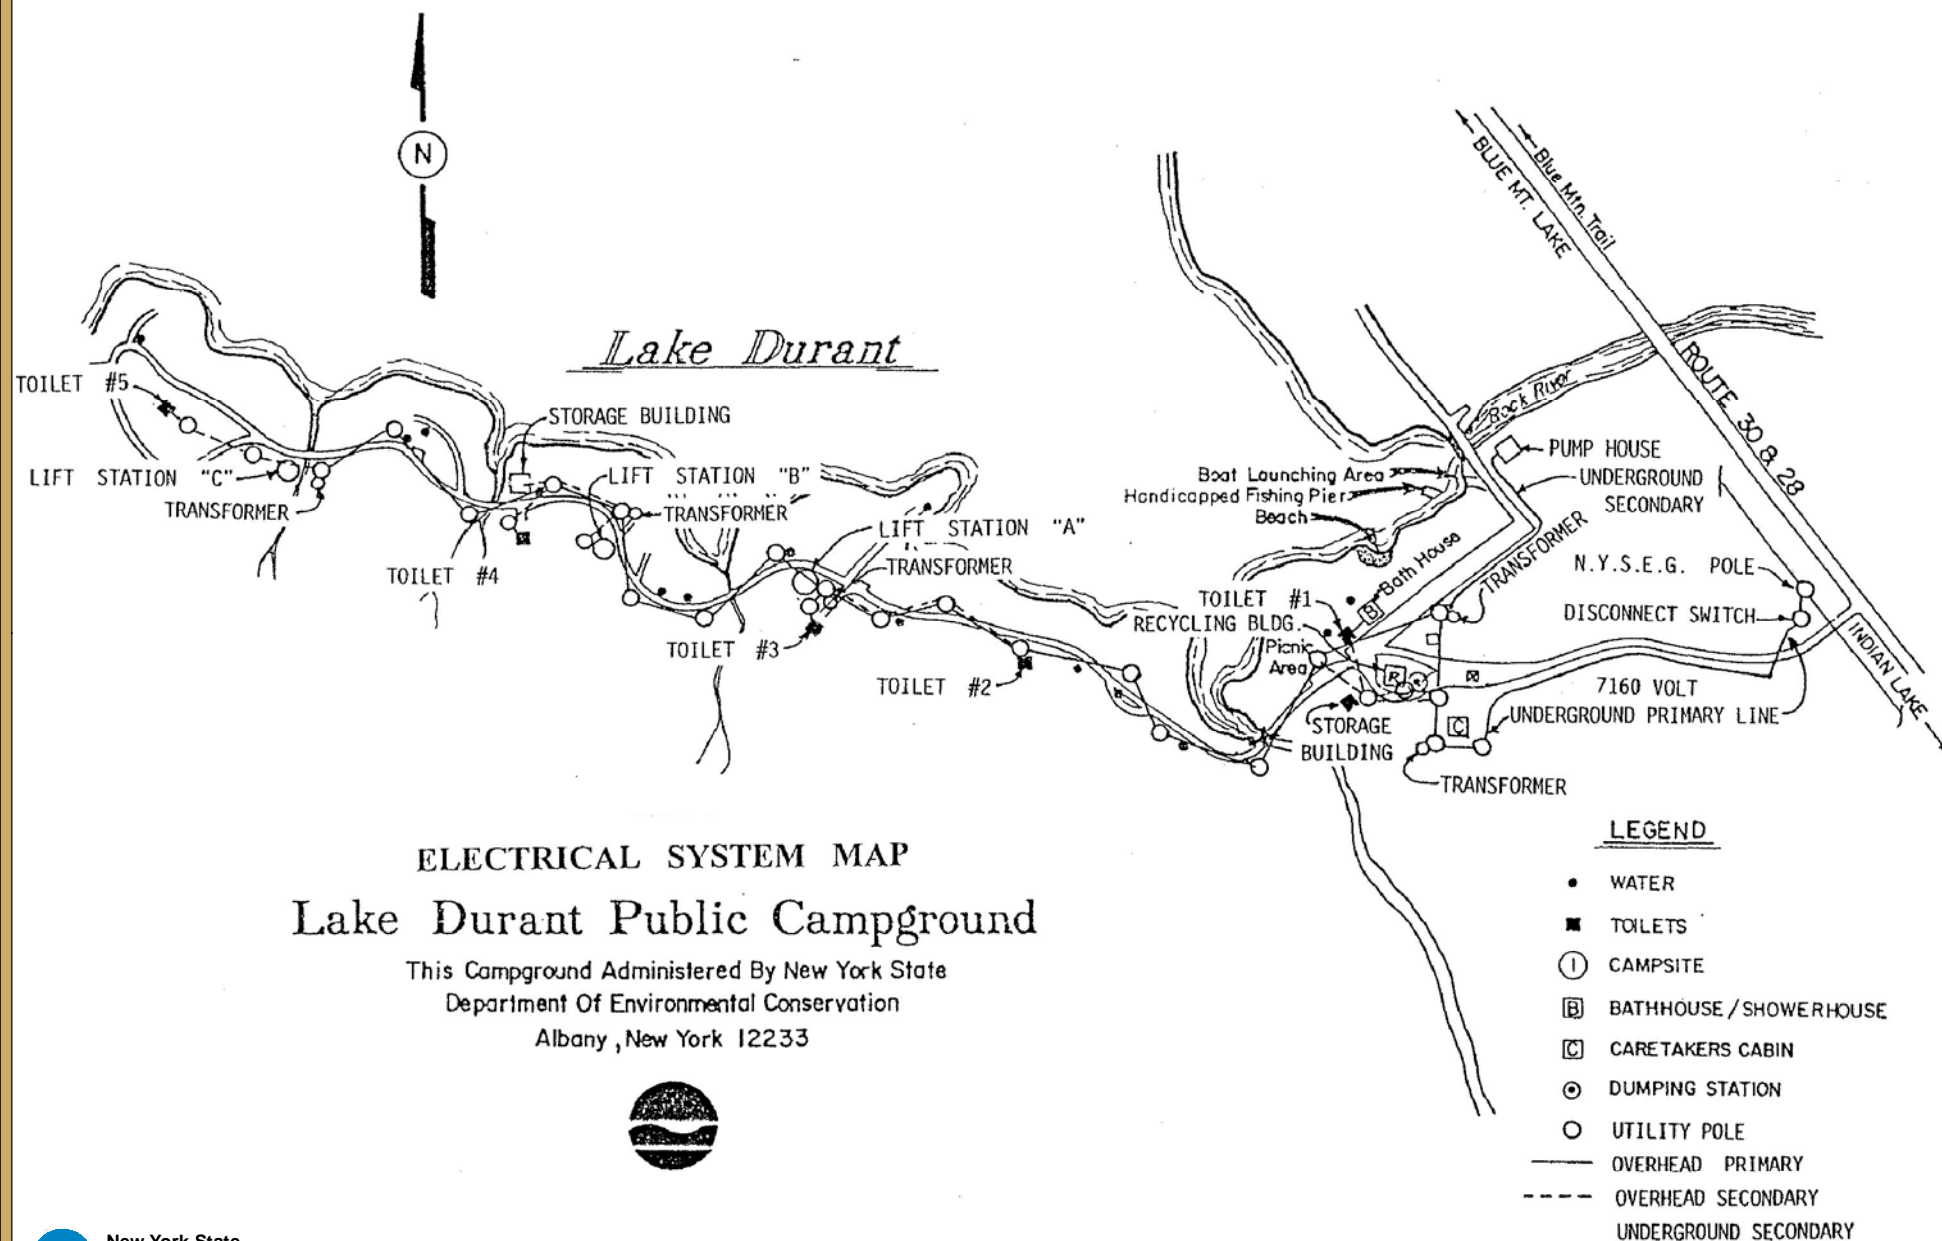 N
Blue Mtn. Trail
BLUE MT. LAKE
Lake Durant
ROUTE 30 & 28
Rock River
TOILET #5
STORAGE BUILDING
PUMP HOUSE
LIFT STATION "C"
LIFT STATION "B"
Boat Launching Area
UNDERGROUND
SECONDARY
Handicapped Fishing Pier
TRANSFORMER
TRANSFORMER
Beach
LIFT STATION "A"
TRANSFORMER
Bath House
TRANSFORMER
N.Y.S.E.G. POLE
TOILET #4
TOILET #1
B
DISCONNECT SWITCH
RECYCLING BLDG.
TOILET #3
Picnic
Area
INDIAN LAKE
R
TOILET #2
7160 VOLT
UNDERGROUND PRIMARY LINE
STORAGE
BUILDING
C
TRANSFORMER
ELECTRICAL SYSTEM MAP
Lake Durant Public Campground
This Campground Administered By New York State
Department Of Environmental Conservation
Albany, New York 12233
LEGEND
WATER
TOILETS
1 CAMPSITE
B BATHHOUSE/SHOWERHOUSE
C CARETAKERS CABIN
DUMPING STATION
UTILITY POLE
OVERHEAD PRIMARY
OVERHEAD SECONDARY
UNDERGROUND SECONDARY
New York State